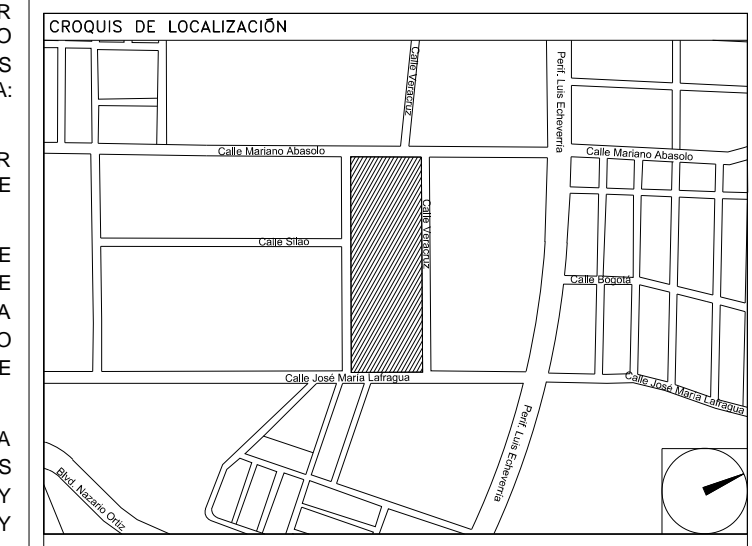 R
O
S
A:
R
E
E
E
A
O
E
A
S
Y
Y
CROQUIS DE LOCALIZACIÓN
Calle Veracruz
Perif. Luis Echeverría
Calle Mariano Abasolo
Calle Mariano Abasolo
Calle Veracruz
Calle Silao
Calle Bogotá
Calle José María Lafragua
Calle José María Lafragua
Perif. Luis Echeverría
Blvd. Nazario Ortiz